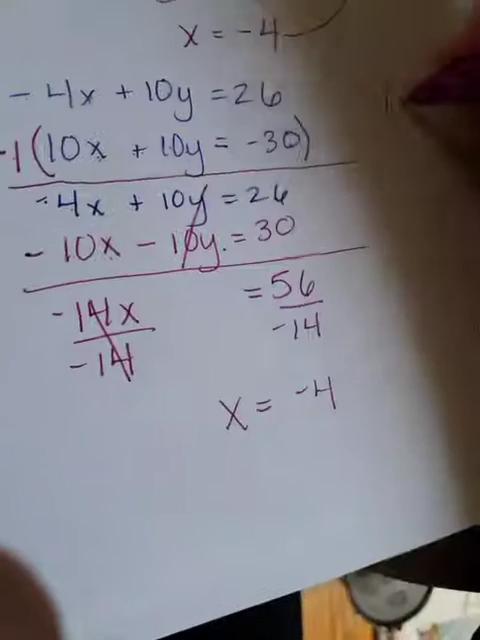 x = -4
-4x + 10y = 26
-1(10x + 10y = -30)
-4x + 10y = 26
-10x - 10y = 30
-14x = 56
-14 -14
x = -4